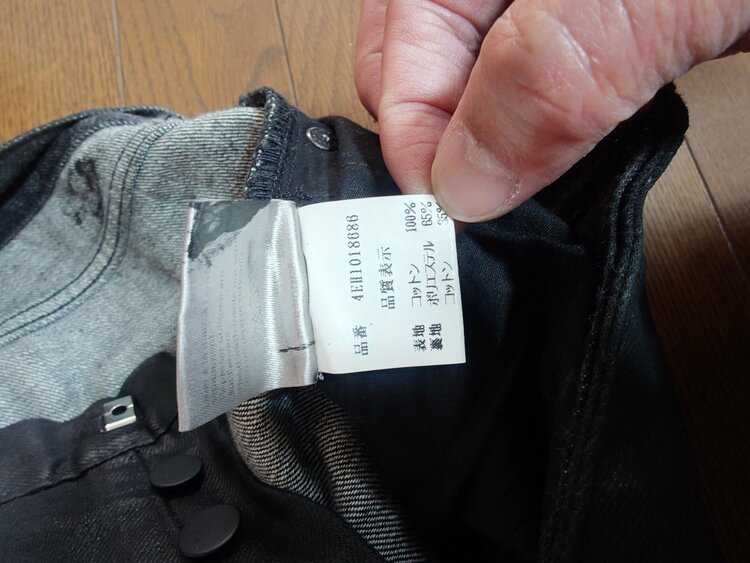 品番 4EH1018686
品質表示
表地 コットン 100%
裏地 ポリエステル 65%
コットン 35%